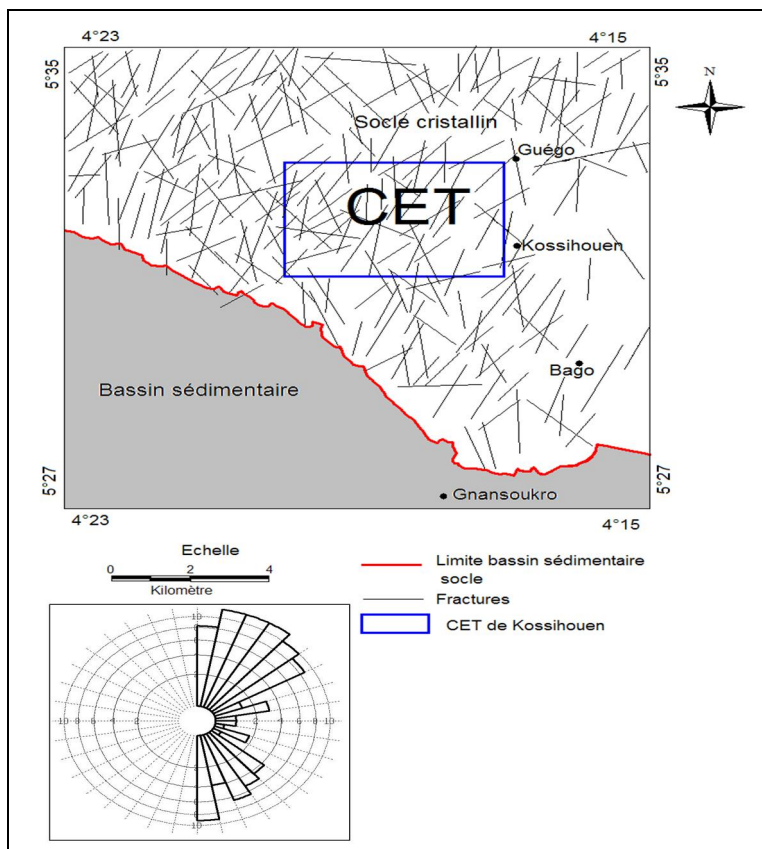 4°23
4°15
5°35
5°35
N
Socle cristallin
Guégo
CET
Kossihouen
Bassin sédimentaire
Bago
5°27
5°27
Gnansoukro
4°23
4°15
Echelle
0 2 4
Kilomètre
Limite bassin sédimentaire
socle
Fractures
CET de Kossihouen
10
10